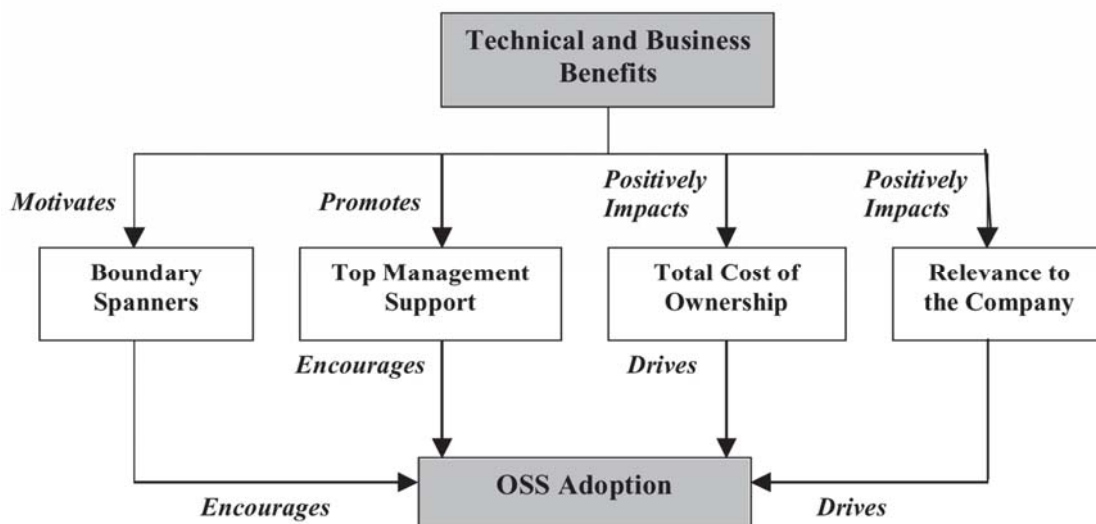 Technical and Business
Benefits
Motivates
Promotes
Positively
Impacts
Positively
Impacts
Boundary
Spanners
Top Management
Support
Total Cost of
Ownership
Relevance to
the Company
Encourages
Drives
OSS Adoption
Encourages
Drives